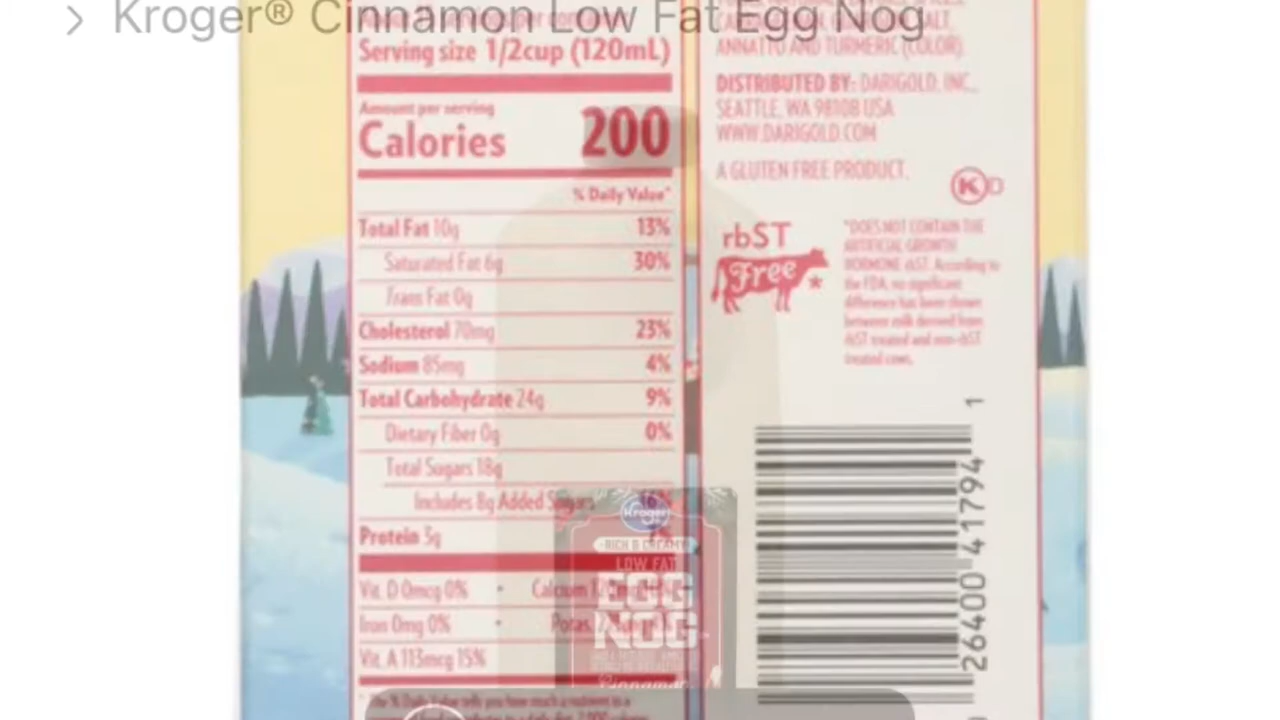 > Kroger® Cinnamon Low Fat Egg Nog
Serving size 1/2cup (120mL)
Amount per serving
Calories 200
% Daily Value*
Total Fat 10g 13%
Saturated Fat 6g 30%
Trans Fat 0g
Cholesterol 70mg 23%
Sodium 85mg 4%
Total Carbohydrate 24g 9%
Dietary Fiber 0g 0%
Total Sugars 18g
Includes 8g Added Sugars 16%
Protein
Vit. D 0mcg 0% • Calcium
Iron 0mg 0% • Potas.
Vit. A 113mcg 15%
ANNATTO AND TURMERIC (COLOR).
DISTRIBUTED BY: DARIGOLD, INC.,
SEATTLE, WA 98108 USA
WWW.DARIGOLD.COM
A GLUTEN FREE PRODUCT.
K D
rbST
Free *
*DOES NOT CONTAIN THE
ARTIFICIAL GROWTH
HORMONE rbST. According to
the FDA, no significant
difference has been shown
between milk derived from
rbST treated and non-rbST
treated cows.
26400 41794 1
Kroger
RICH & CREAMY
LOW FAT
EGG
NOG
Cinnamon